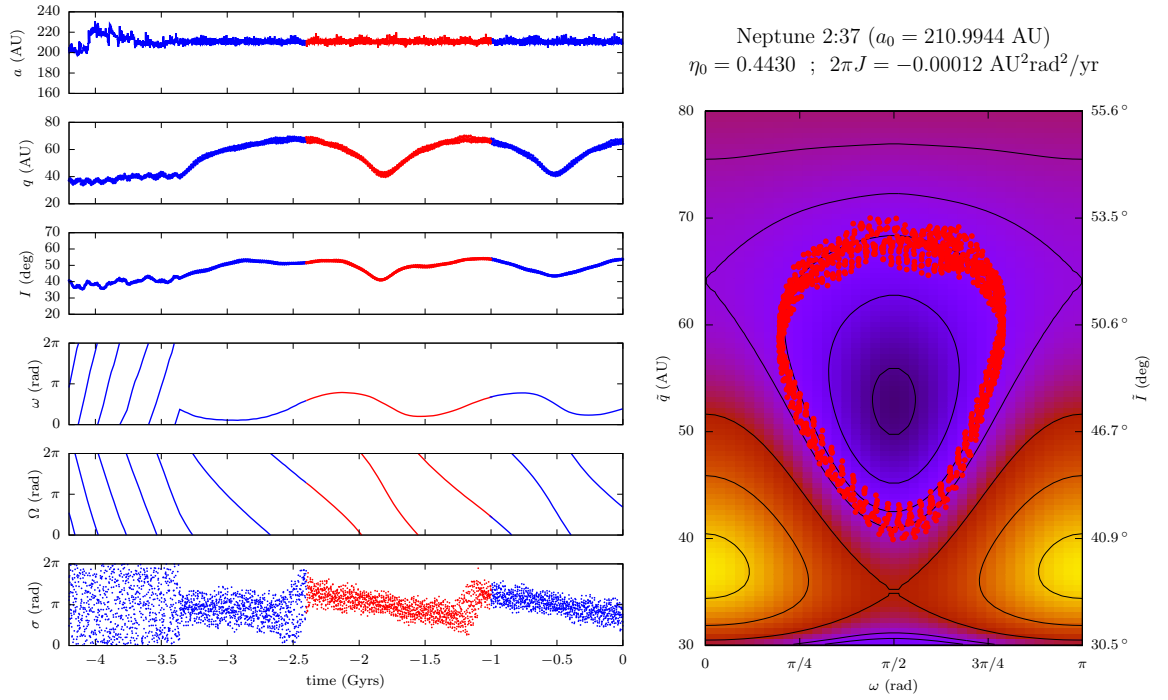 240
220
200
180
160
a (AU)
80
60
40
20
q (AU)
70
60
50
40
30
20
I (deg)
2π
π
0
ω (rad)
2π
π
0
Ω (rad)
2π
π
0
σ (rad)
−4 −3.5 −3 −2.5 −2 −1.5 −1 −0.5 0
time (Gyrs)
Neptune 2:37 (a₀ = 210.9944 AU)
η₀ = 0.4430 ; 2πJ = −0.00012 AU²rad²/yr
80 55.6°
70 53.5°
60 50.6°
50 46.7°
40 40.9°
30 30.5°
q̃ (AU)
Ĩ (deg)
0 π/4 π/2 3π/4 π
ω (rad)